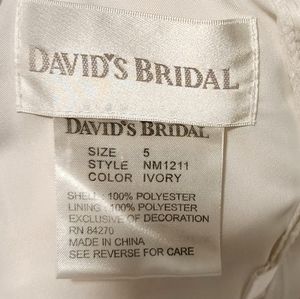 DAVID'S BRIDAL
DAVID'S BRIDAL
SIZE 5
STYLE NM1211
COLOR IVORY
SHELL : 100% POLYESTER
LINING : 100% POLYESTER
EXCLUSIVE OF DECORATION
RN 84270
MADE IN CHINA
SEE REVERSE FOR CARE